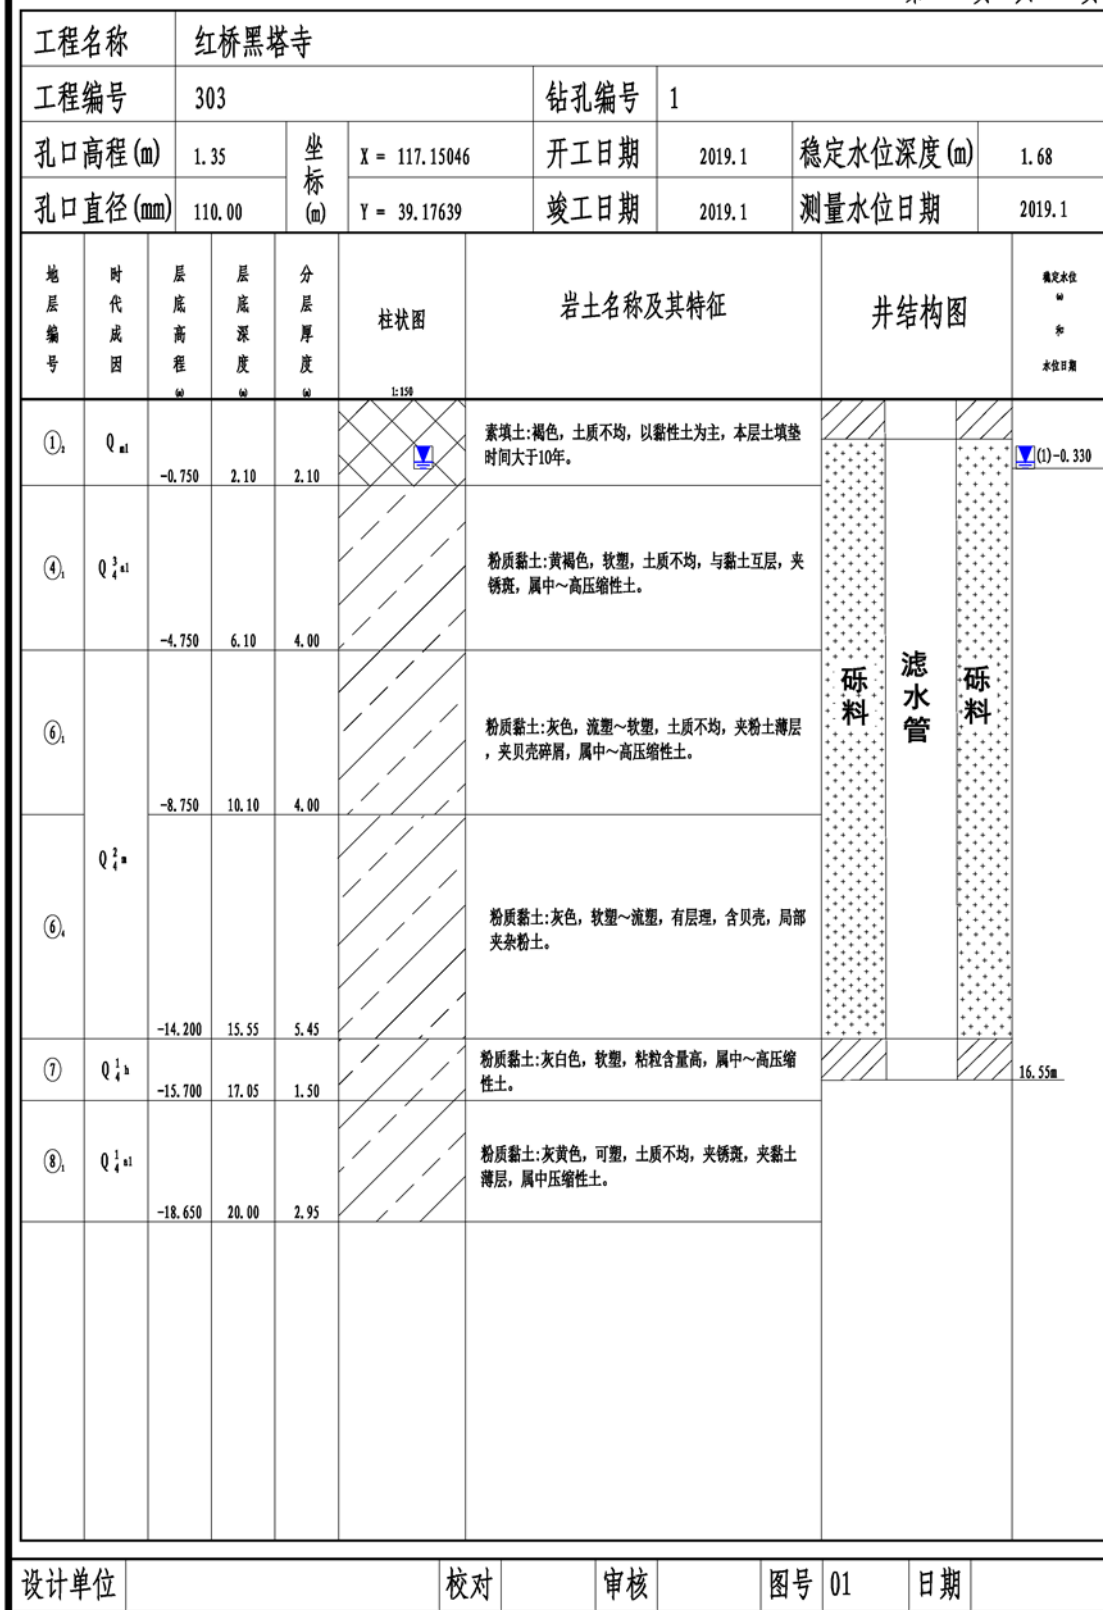 工程名称 红桥黑塔寺
工程编号 303 钻孔编号 1
孔口高程(m) 1.35 坐标(m) X = 117.15046 开工日期 2019.1 稳定水位深度(m) 1.68
孔口直径(mm) 110.00 Y = 39.17639 竣工日期 2019.1 测量水位日期 2019.1
地层编号 时代成因 层底高程(m) 层底深度(m) 分层厚度(m) 柱状图 1:150 岩土名称及其特征 井结构图 稳定水位(m)和水位日期
①₂ Q ml -0.750 2.10 2.10
素填土:褐色, 土质不均, 以黏性土为主, 本层土填垫
时间大于10年。
(1)-0.330
④₁ Q 3 4 al -4.750 6.10 4.00
粉质黏土:黄褐色, 软塑, 土质不均, 与黏土互层, 夹
锈斑, 属中～高压缩性土。
⑥₁ -8.750 10.10 4.00
粉质黏土:灰色, 流塑～软塑, 土质不均, 夹粉土薄层
, 夹贝壳碎屑, 属中～高压缩性土。
砾料 滤水管 砾料
Q 2 4 m
⑥₄ -14.200 15.55 5.45
粉质黏土:灰色, 软塑～流塑, 有层理, 含贝壳, 局部
夹杂粉土。
⑦ Q 1 4 h -15.700 17.05 1.50
粉质黏土:灰白色, 软塑, 粘粒含量高, 属中～高压缩
性土。
16.55m
⑧₁ Q 1 4 al -18.650 20.00 2.95
粉质黏土:灰黄色, 可塑, 土质不均, 夹锈斑, 夹黏土
薄层, 属中压缩性土。
设计单位 校对 审核 图号 01 日期